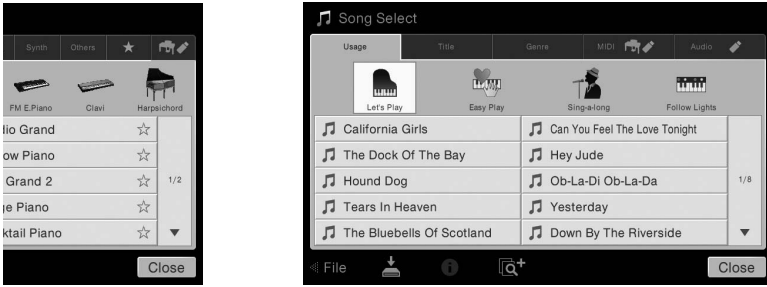 Synth Others
FM E.Piano Clavi Harpsichord
dio Grand
ow Piano
Grand 2
ge Piano
ktail Piano
1/2
Close
Song Select
Usage Title Genre MIDI Audio
Let's Play Easy Play Sing-along Follow Lights
California Girls Can You Feel The Love Tonight
The Dock Of The Bay Hey Jude
Hound Dog Ob-La-Di Ob-La-Da
Tears In Heaven Yesterday
The Bluebells Of Scotland Down By The Riverside
1/8
File
Close